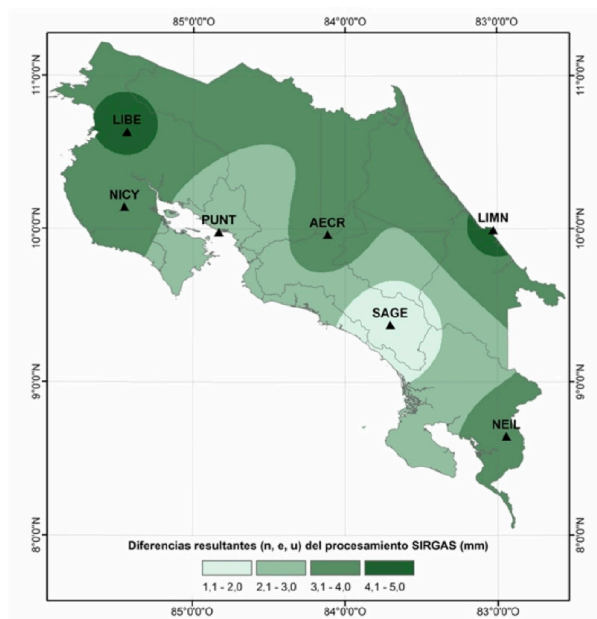 85°0'0"O 84°0'0"O 83°0'0"O
11°0'0"N 11°0'0"N
LIBE
NICY
PUNT AECR LIMN
10°0'0"N 10°0'0"N
SAGE
9°0'0"N 9°0'0"N
NEIL
8°0'0"N 8°0'0"N
Diferencias resultantes (n, e, u) del procesamiento SIRGAS (mm)
1,1 - 2,0 2,1 - 3,0 3,1 - 4,0 4,1 - 5,0
85°0'0"O 84°0'0"O 83°0'0"O